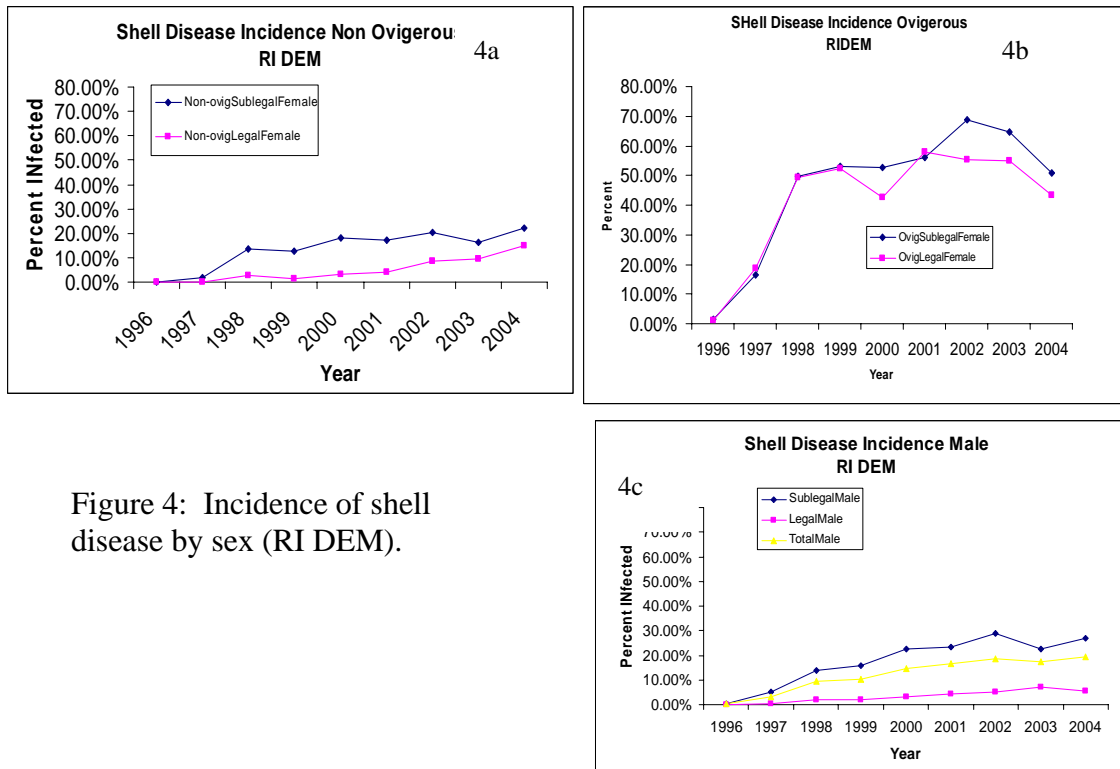 Shell Disease Incidence Non Ovigerou
RI DEM
4a
80.00%
70.00%
60.00%
50.00%
40.00%
30.00%
20.00%
10.00%
0.00%
Percent INfected
Non-ovigSublegalFemale
Non-ovigLegalFemale
1996 1997 1998 1999 2000 2001 2002 2003 2004
Year
SHell Disease Incidence Ovigerous
RIDEM
4b
80.00%
70.00%
60.00%
50.00%
40.00%
30.00%
20.00%
10.00%
0.00%
Percent
OvigSublegalFemale
OvigLegalFemale
1996 1997 1998 1999 2000 2001 2002 2003 2004
Year
Figure 4: Incidence of shell
disease by sex (RI DEM).
Shell Disease Incidence Male
RI DEM
4c
SublegalMale
LegalMale
TotalMale
70.00%
60.00%
50.00%
40.00%
30.00%
20.00%
10.00%
0.00%
Percent INfected
1996 1997 1998 1999 2000 2001 2002 2003 2004
Year